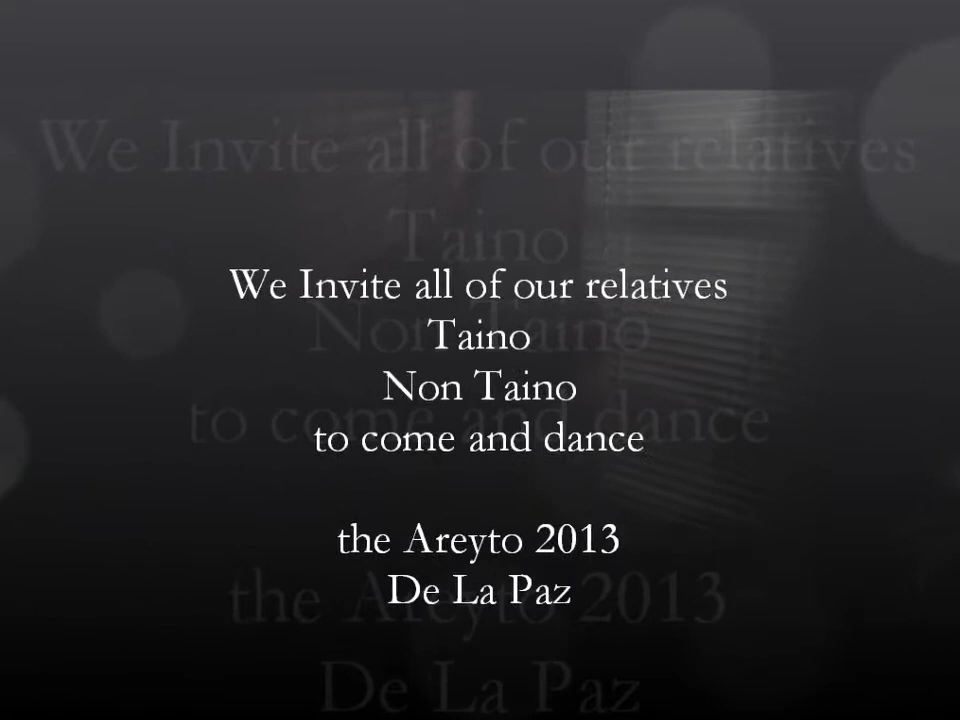 We Invite all of our relatives
Taino
Non Taino
to come and dance
the Areyto 2013
De La Paz